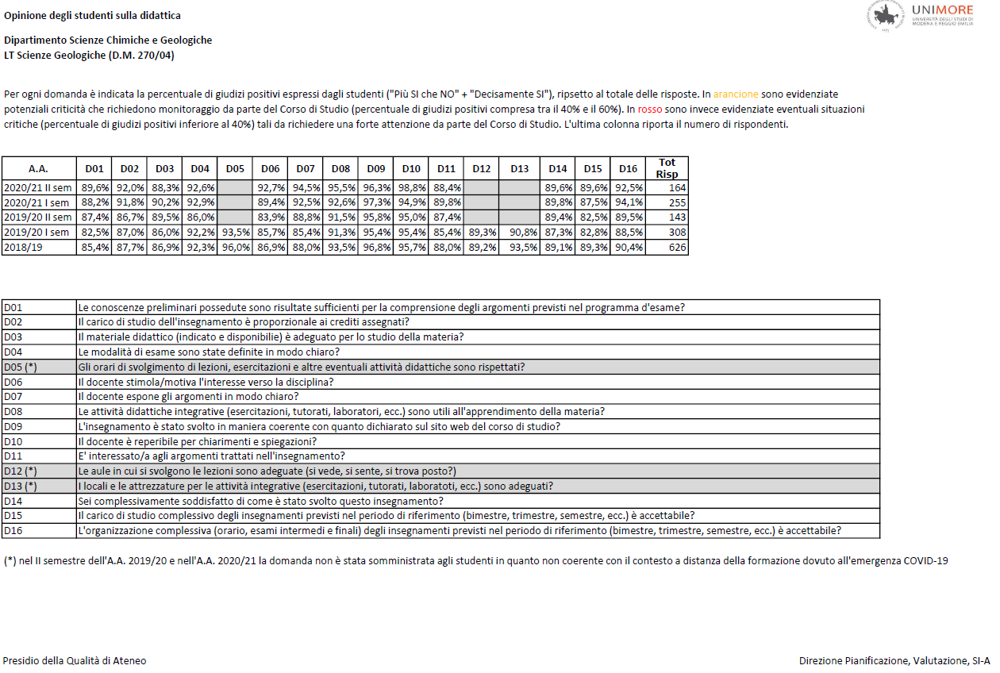 Opinione degli studenti sulla didattica
UNIMORE
UNIVERSITÀ DEGLI STUDI DI
MODENA E REGGIO EMILIA
Dipartimento Scienze Chimiche e Geologiche
LT Scienze Geologiche (D.M. 270/04)
Per ogni domanda è indicata la percentuale di giudizi positivi espressi dagli studenti ("Più SI che NO" + "Decisamente SI"), ripsetto al totale delle risposte. In arancione sono evidenziate
potenziali criticità che richiedono monitoraggio da parte del Corso di Studio (percentuale di giudizi positivi compresa tra il 40% e il 60%). In rosso sono invece evidenziate eventuali situazioni
critiche (percentuale di giudizi positivi inferiore al 40%) tali da richiedere una forte attenzione da parte del Corso di Studio. L'ultima colonna riporta il numero di rispondenti.
A.A. D01 D02 D03 D04 D05 D06 D07 D08 D09 D10 D11 D12 D13 D14 D15 D16 Tot Risp
2020/21 II sem 89,6% 92,0% 88,3% 92,6% 92,7% 94,5% 95,5% 96,3% 98,8% 88,4% 89,6% 89,6% 92,5% 164
2020/21 I sem 88,2% 91,8% 90,2% 92,9% 89,4% 92,5% 92,6% 97,3% 94,9% 89,8% 89,8% 87,5% 94,1% 255
2019/20 II sem 87,4% 86,7% 89,5% 86,0% 83,9% 88,8% 91,5% 95,8% 95,0% 87,4% 89,4% 82,5% 89,5% 143
2019/20 I sem 82,5% 87,0% 86,0% 92,2% 93,5% 85,7% 85,4% 91,3% 95,4% 95,4% 85,4% 89,3% 90,8% 87,3% 82,8% 88,5% 308
2018/19 85,4% 87,7% 86,9% 92,3% 96,0% 86,9% 88,0% 93,5% 96,8% 95,7% 88,0% 89,2% 93,5% 89,1% 89,3% 90,4% 626
D01 Le conoscenze preliminari possedute sono risultate sufficienti per la comprensione degli argomenti previsti nel programma d'esame?
D02 Il carico di studio dell'insegnamento è proporzionale ai crediti assegnati?
D03 Il materiale didattico (indicato e disponibilie) è adeguato per lo studio della materia?
D04 Le modalità di esame sono state definite in modo chiaro?
D05 (*) Gli orari di svolgimento di lezioni, esercitazioni e altre eventuali attività didattiche sono rispettati?
D06 Il docente stimola/motiva l'interesse verso la disciplina?
D07 Il docente espone gli argomenti in modo chiaro?
D08 Le attività didattiche integrative (esercitazioni, tutorati, laboratori, ecc.) sono utili all'apprendimento della materia?
D09 L'insegnamento è stato svolto in maniera coerente con quanto dichiarato sul sito web del corso di studio?
D10 Il docente è reperibile per chiarimenti e spiegazioni?
D11 E' interessato/a agli argomenti trattati nell'insegnamento?
D12 (*) Le aule in cui si svolgono le lezioni sono adeguate (si vede, si sente, si trova posto?)
D13 (*) I locali e le attrezzature per le attività integrative (esercitazioni, tutorati, laboratoti, ecc.) sono adeguati?
D14 Sei complessivamente soddisfatto di come è stato svolto questo insegnamento?
D15 Il carico di studio complessivo degli insegnamenti previsti nel periodo di riferimento (bimestre, trimestre, semestre, ecc.) è accettabile?
D16 L'organizzazione complessiva (orario, esami intermedi e finali) degli insegnamenti previsti nel periodo di riferimento (bimestre, trimestre, semestre, ecc.) è accettabile?
(*) nel II semestre dell'A.A. 2019/20 e nell'A.A. 2020/21 la domanda non è stata somministrata agli studenti in quanto non coerente con il contesto a distanza della formazione dovuto all'emergenza COVID-19
Presidio della Qualità di Ateneo
Direzione Pianificazione, Valutazione, SI-A